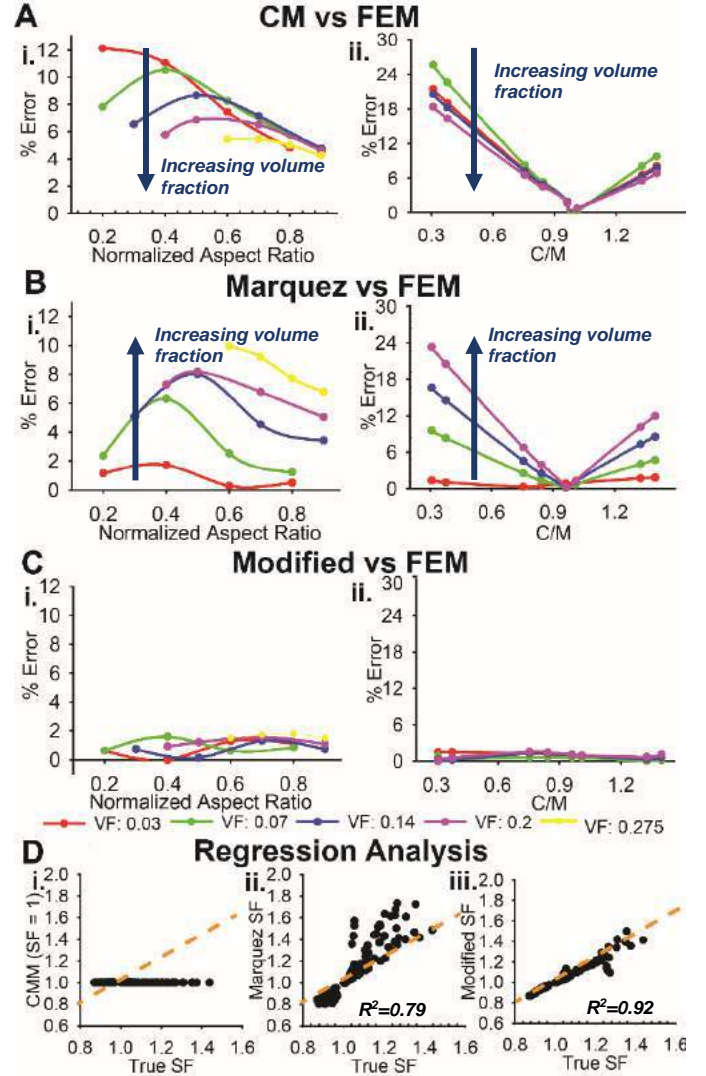 A
CM vs FEM
i.
12
10
8
6
4
2
0
% Error
Increasing volume
fraction
0.2 0.4 0.6 0.8
Normalized Aspect Ratio
ii.
30
24
18
12
6
0
% Error
Increasing volume
fraction
0.3 0.6 0.9 1.2
C/M
B
Marquez vs FEM
i.
12
10
8
6
4
2
0
% Error
Increasing volume
fraction
0.2 0.4 0.6 0.8
Normalized Aspect Ratio
ii.
30
24
18
12
6
0
% Error
Increasing volume
fraction
0.3 0.6 0.9 1.2
C/M
C
Modified vs FEM
i.
12
10
8
6
4
2
0
% Error
0.2 0.4 0.6 0.8
Normalized Aspect Ratio
ii.
30
24
18
12
6
0
% Error
0.3 0.6 0.9 1.2
C/M
VF: 0.03 VF: 0.07 VF: 0.14 VF: 0.2 VF: 0.275
D
Regression Analysis
i.
2.0
1.8
1.6
1.4
1.2
1.0
0.8
0.6
CMM (SF = 1)
0.8 1.0 1.2 1.4 1.6
True SF
ii.
2.0
1.8
1.6
1.4
1.2
1.0
0.8
0.6
Marquez SF
R²=0.79
0.8 1.0 1.2 1.4 1.6
True SF
iii.
2.0
1.8
1.6
1.4
1.2
1.0
0.8
0.6
Modified SF
R²=0.92
0.8 1.0 1.2 1.4 1.6
True SF